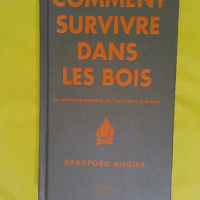 COMMENT
SURVIVRE
DANS
LES BOIS
BRADFORD ANGIER